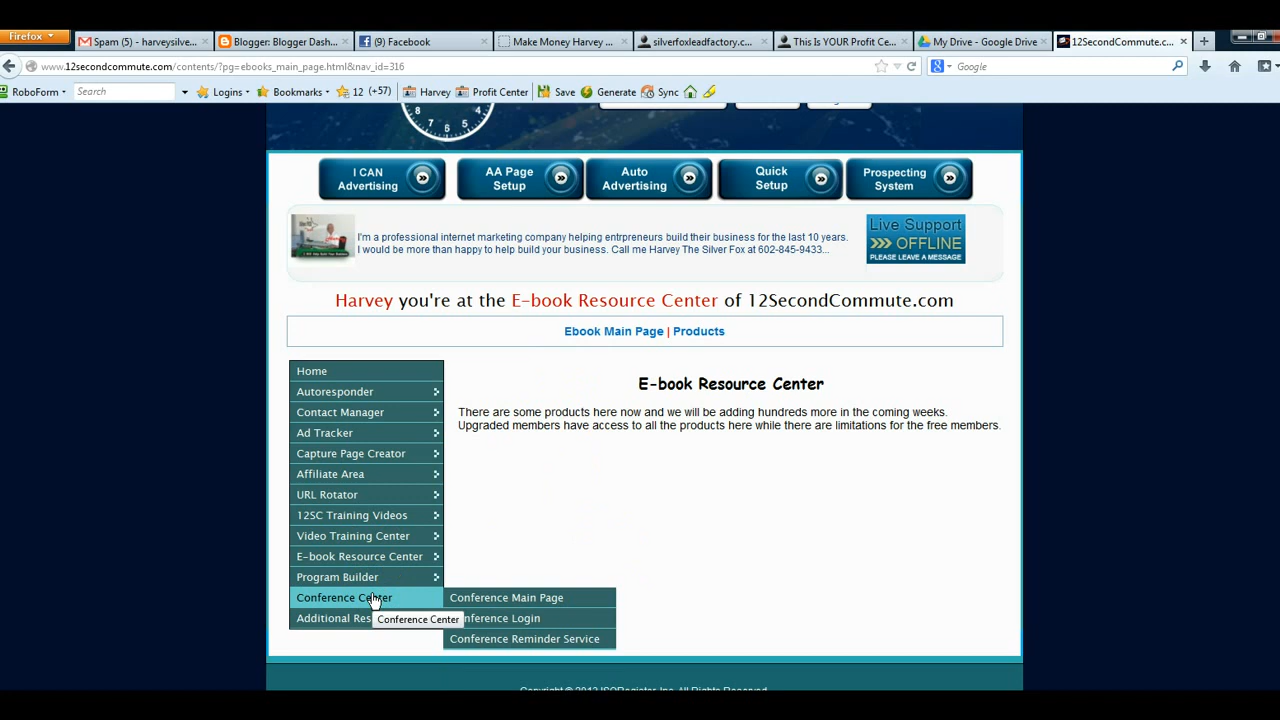 Firefox
Spam (5) - harveysilve...
Blogger: Blogger Dash...
(9) Facebook
Make Money Harvey ...
silverfoxleadfactory.c...
This Is YOUR Profit Ce...
My Drive - Google Drive
12SecondCommute.c...
www.12secondcommute.com/contents/?pg=ebooks_main_page.html&nav_id=316
Google
RoboForm
Search
Logins
Bookmarks
12 (+57)
Harvey
Profit Center
Save
Generate
Sync
8 7 6 5 4
I CAN Advertising
AA Page Setup
Auto Advertising
Quick Setup
Prospecting System
I'm a professional internet marketing company helping entrpreneurs build their business for the last 10 years.
I would be more than happy to help build your business. Call me Harvey The Silver Fox at 602-845-9433...
Live Support
>>> OFFLINE
PLEASE LEAVE A MESSAGE
Harvey you're at the E-book Resource Center of 12SecondCommute.com
Ebook Main Page | Products
Home
Autoresponder
Contact Manager
Ad Tracker
Capture Page Creator
Affiliate Area
URL Rotator
12SC Training Videos
Video Training Center
E-book Resource Center
Program Builder
Conference Center
Additional Res
Conference Center
Conference Main Page
nference Login
Conference Reminder Service
E-book Resource Center
There are some products here now and we will be adding hundreds more in the coming weeks.
Upgraded members have access to all the products here while there are limitations for the free members.